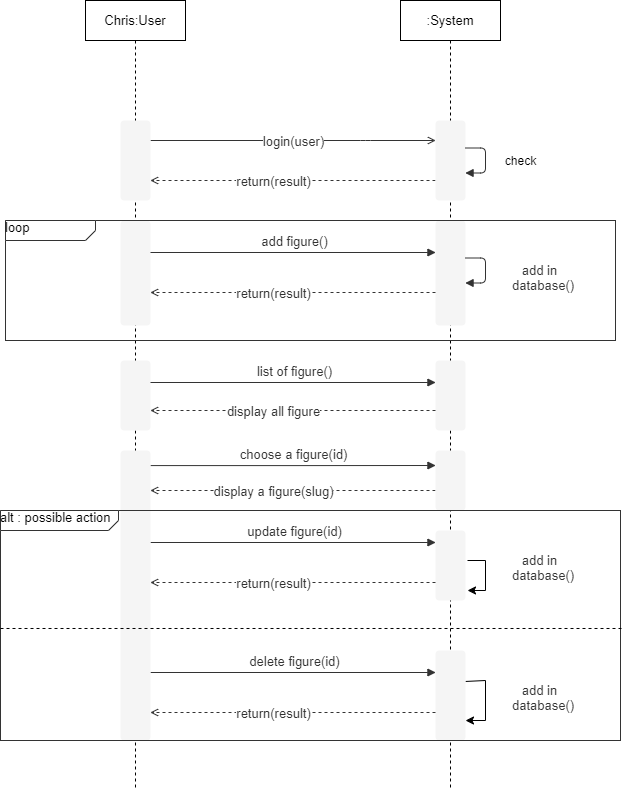 Chris:User
:System
login(user)
check
return(result)
loop
add figure()
add in
database()
return(result)
list of figure()
display all figure
choose a figure(id)
display a figure(slug)
alt : possible action
update figure(id)
add in
database()
return(result)
delete figure(id)
add in
database()
return(result)